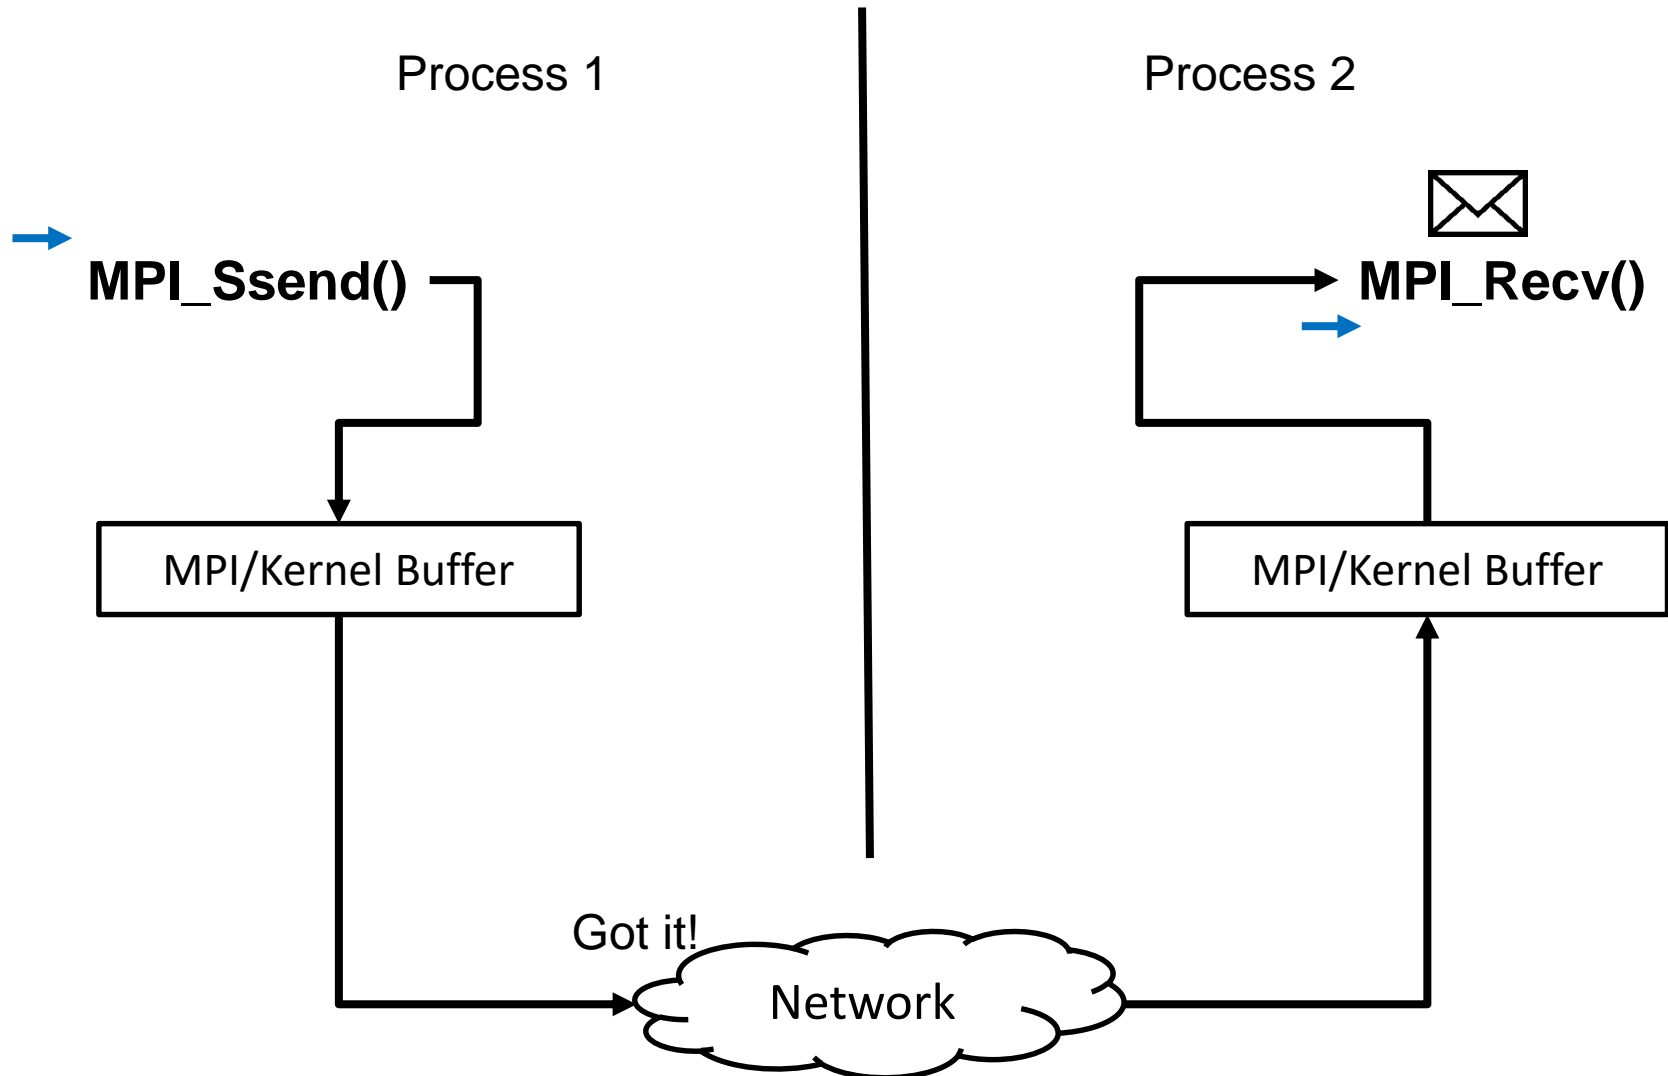 Process 1
Process 2
MPI_Ssend()
MPI_Recv()
MPI/Kernel Buffer
MPI/Kernel Buffer
Got it!
Network